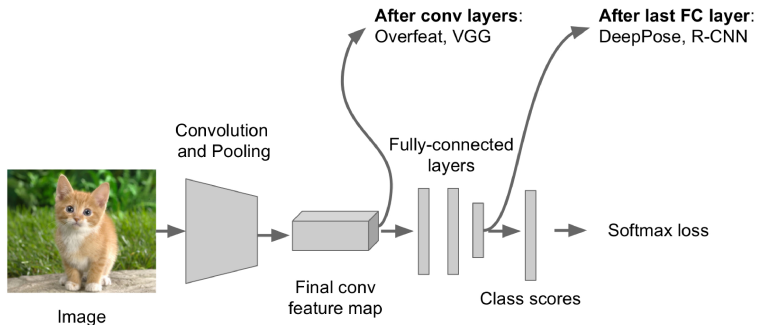 After conv layers:
Overfeat, VGG
After last FC layer:
DeepPose, R-CNN
Convolution
and Pooling
Fully-connected
layers
Softmax loss
Final conv
feature map
Class scores
Image